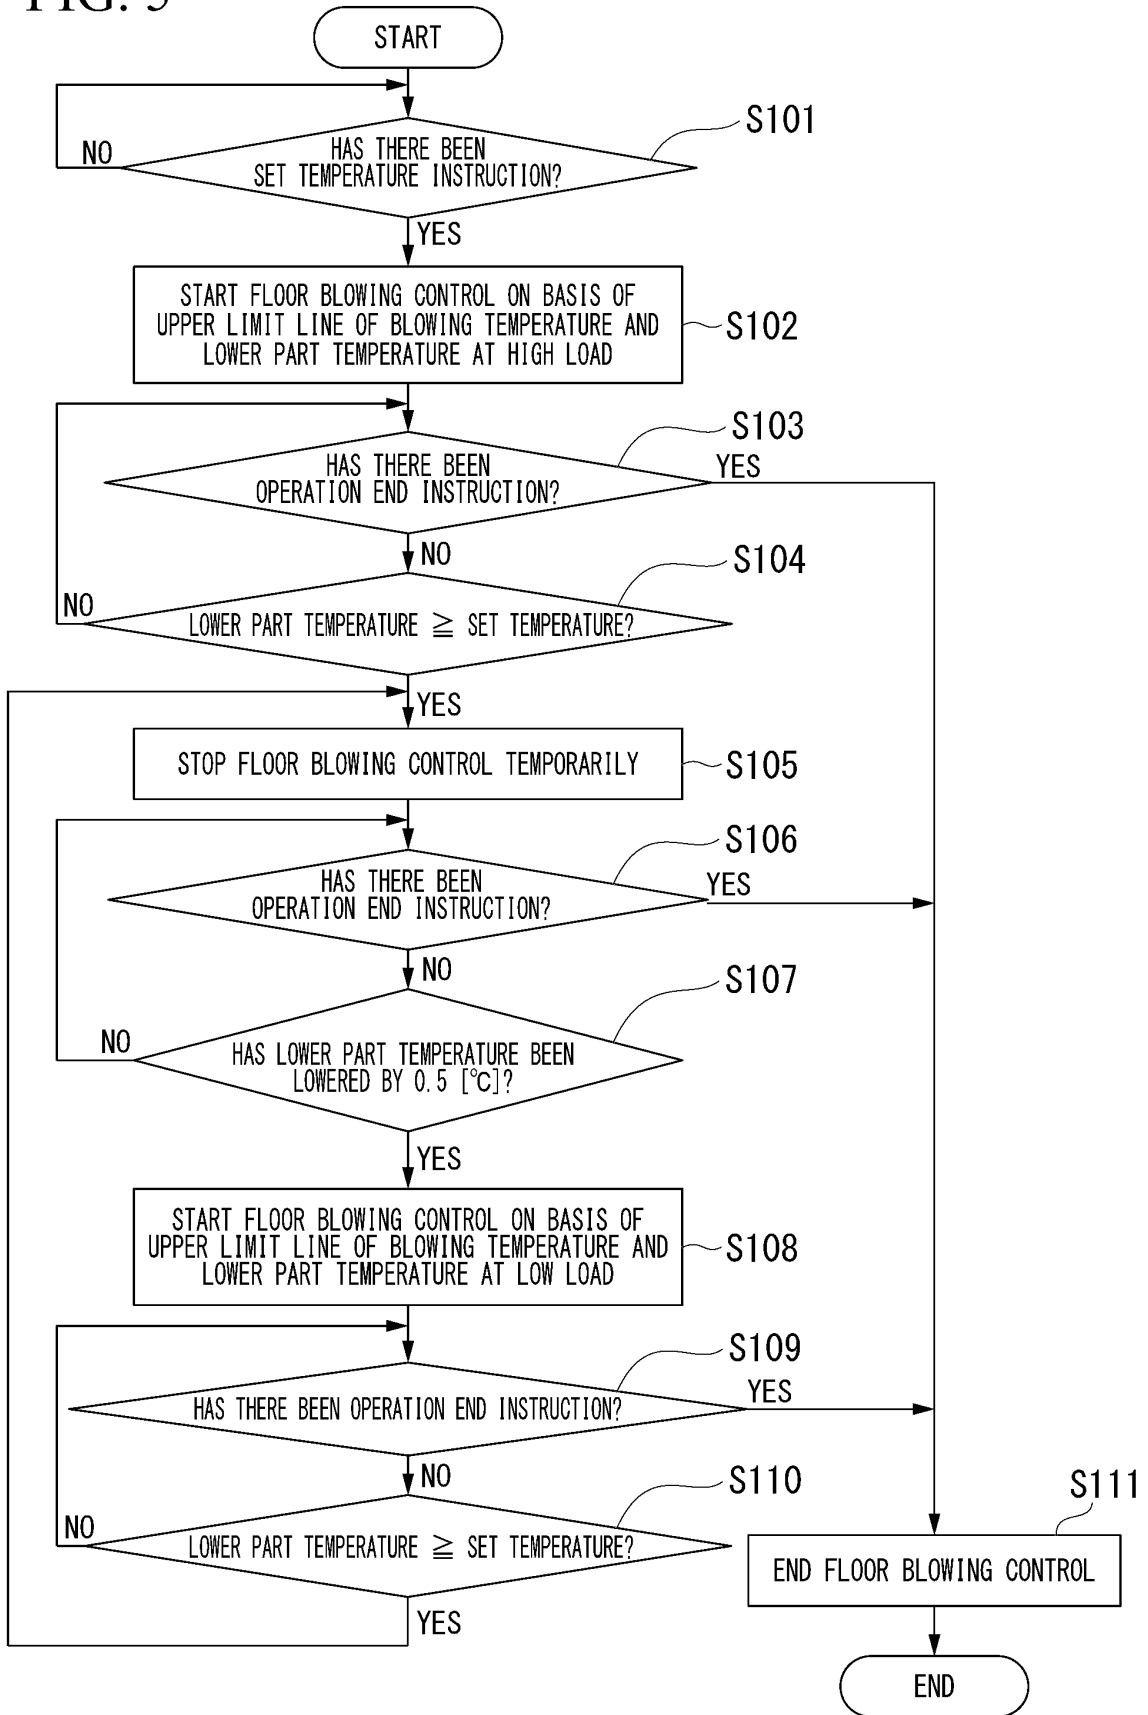 FIG. 5
START
S101
HAS THERE BEEN
SET TEMPERATURE INSTRUCTION?
NO
YES
START FLOOR BLOWING CONTROL ON BASIS OF
UPPER LIMIT LINE OF BLOWING TEMPERATURE AND
LOWER PART TEMPERATURE AT HIGH LOAD
S102
S103
HAS THERE BEEN
OPERATION END INSTRUCTION?
YES
NO
S104
LOWER PART TEMPERATURE ≧ SET TEMPERATURE?
NO
YES
STOP FLOOR BLOWING CONTROL TEMPORARILY
S105
S106
HAS THERE BEEN
OPERATION END INSTRUCTION?
YES
NO
S107
HAS LOWER PART TEMPERATURE BEEN
LOWERED BY 0.5 [℃]?
NO
YES
START FLOOR BLOWING CONTROL ON BASIS OF
UPPER LIMIT LINE OF BLOWING TEMPERATURE AND
LOWER PART TEMPERATURE AT LOW LOAD
S108
S109
HAS THERE BEEN OPERATION END INSTRUCTION?
YES
NO
S110
LOWER PART TEMPERATURE ≧ SET TEMPERATURE?
NO
YES
S111
END FLOOR BLOWING CONTROL
END